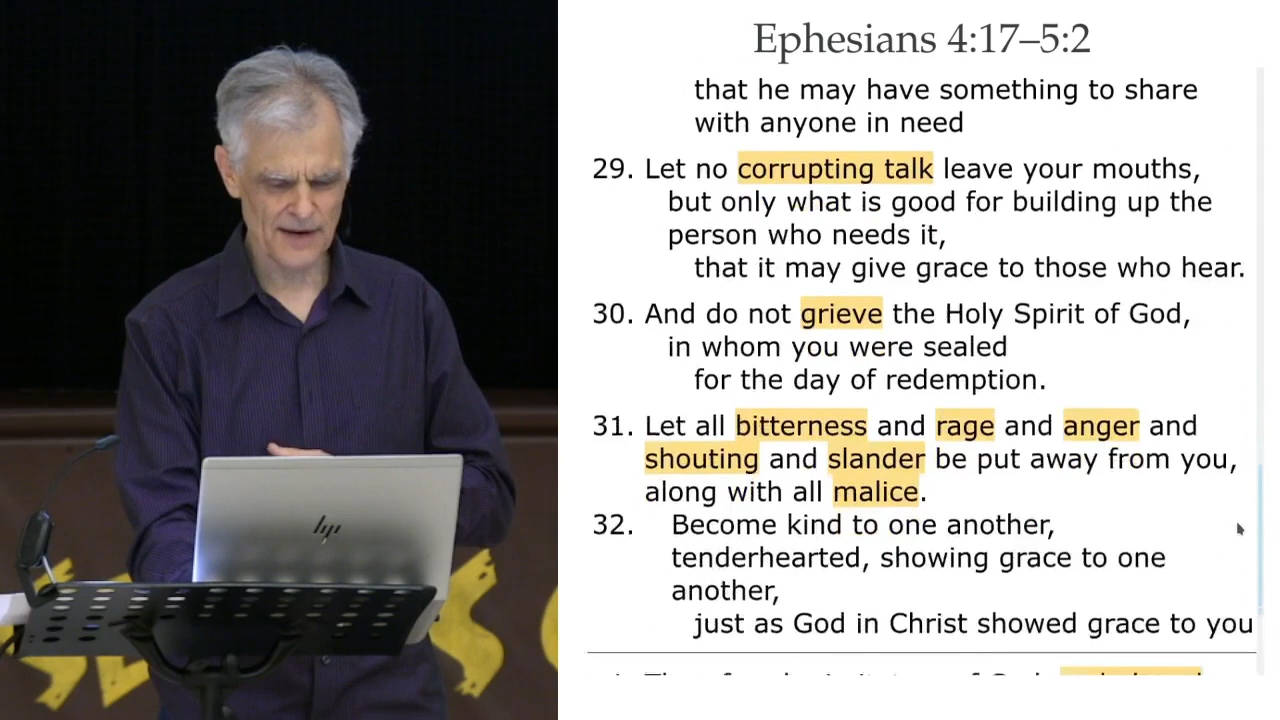 Ephesians 4:17–5:2
that he may have something to share
with anyone in need
29. Let no corrupting talk leave your mouths,
but only what is good for building up the
person who needs it,
that it may give grace to those who hear.
30. And do not grieve the Holy Spirit of God,
in whom you were sealed
for the day of redemption.
31. Let all bitterness and rage and anger and
shouting and slander be put away from you,
along with all malice.
32. Become kind to one another,
tenderhearted, showing grace to one
another,
just as God in Christ showed grace to you
hp